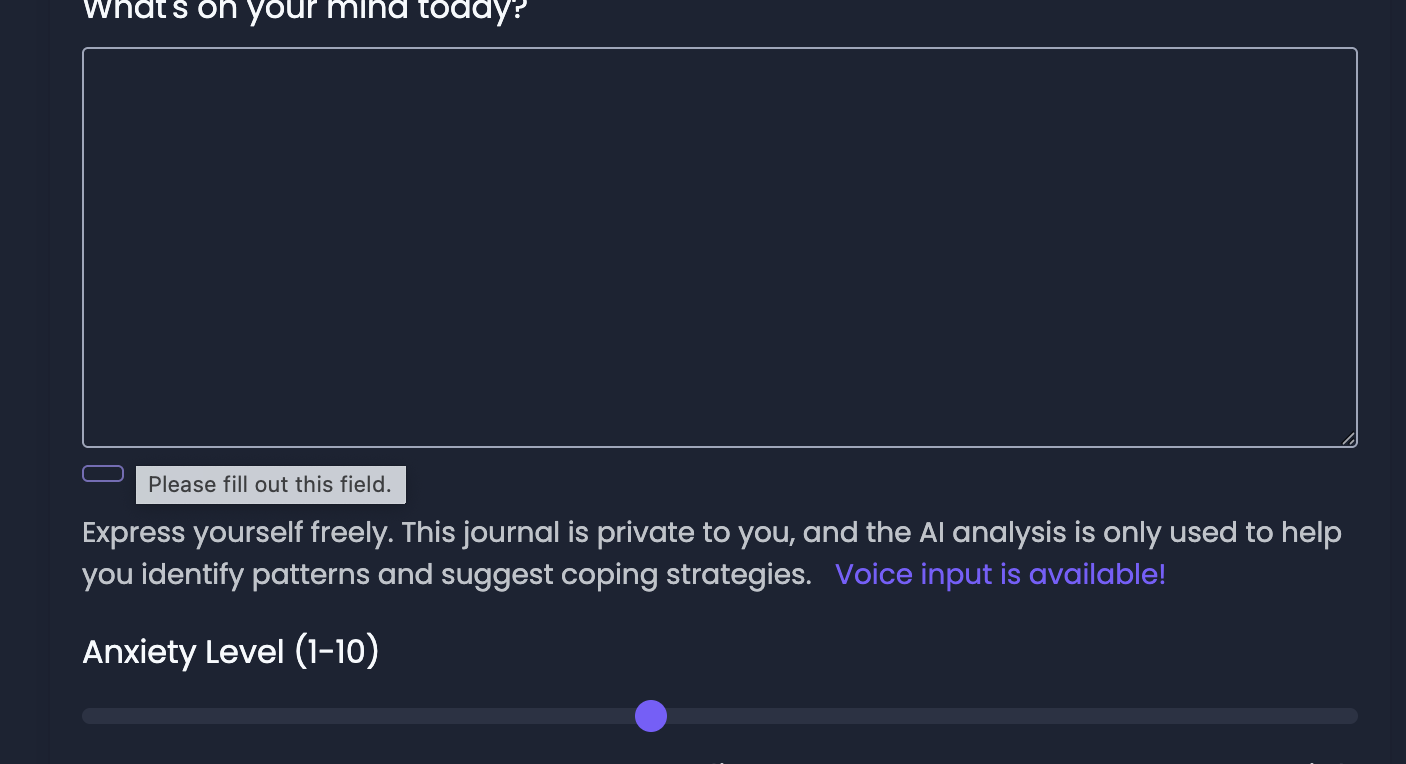 What's on your mind today?
Please fill out this field.
Express yourself freely. This journal is private to you, and the AI analysis is only used to help
you identify patterns and suggest coping strategies. Voice input is available!
Anxiety Level (1-10)